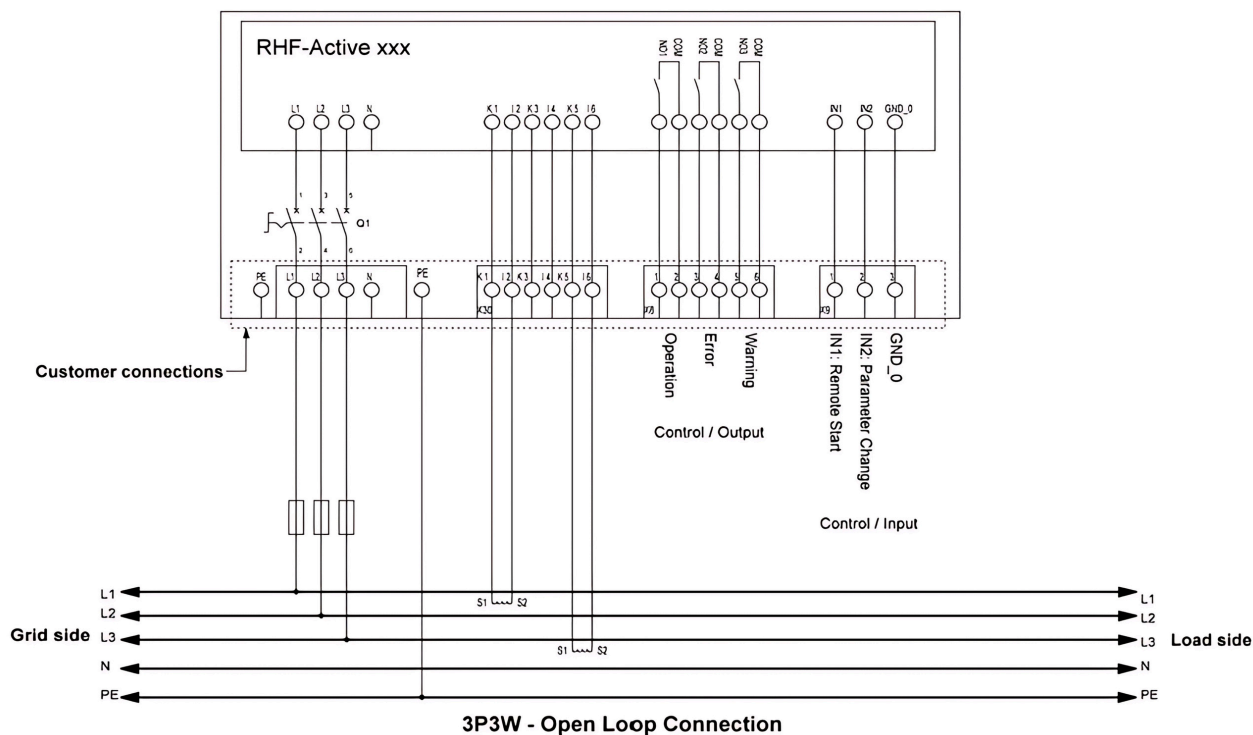 RHF-Active xxx
NO1 COM NO2 COM NO3 COM
L1 L2 L3 N
K1 I2 K3 I4 K5 I6
IN1 IN2 GND_0
1 3 5
Q1
2 4 6
PE L1 L2 L3 N PE
K1 I2 K3 I4 K5 I6
X30
1 2 3 4 5 6
1 2 3
X9
Customer connections
Operation
Error
Warning
IN1: Remote Start
IN2: Parameter Change
GND_0
Control / Output
Control / Input
L1 L1
S1 S2
L2 L2
Grid side L3 L3 Load side
S1 S2
N N
PE PE
3P3W - Open Loop Connection